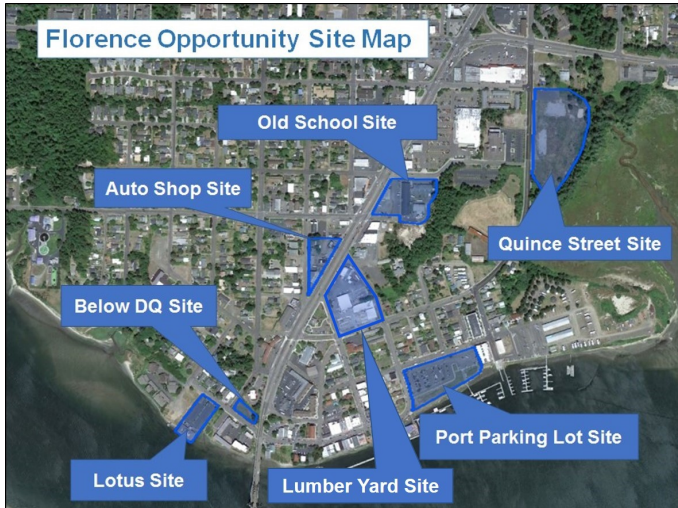 Florence Opportunity Site Map
Old School Site
Auto Shop Site
Quince Street Site
Below DQ Site
Port Parking Lot Site
Lotus Site
Lumber Yard Site